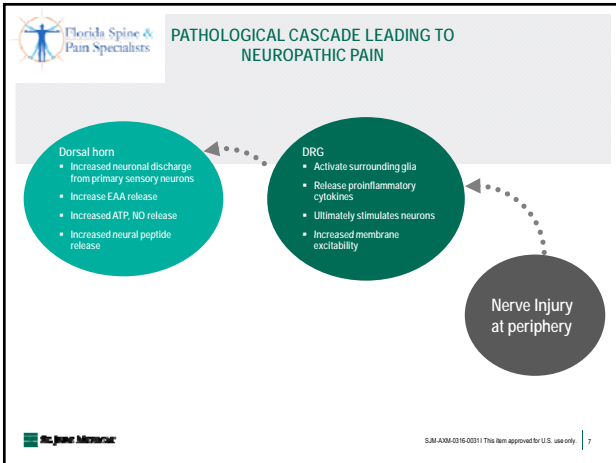 Florida Spine &
Pain Specialists
PATHOLOGICAL CASCADE LEADING TO
NEUROPATHIC PAIN
Dorsal horn
▪ Increased neuronal discharge
from primary sensory neurons
▪ Increase EAA release
▪ Increased ATP, NO release
▪ Increased neural peptide
release
DRG
▪ Activate surrounding glia
▪ Release proinflammatory
cytokines
▪ Ultimately stimulates neurons
▪ Increased membrane
excitability
Nerve Injury
at periphery
St. Jude Medical
SJM-AXM-0316-0031 I This item approved for U.S. use only. 7